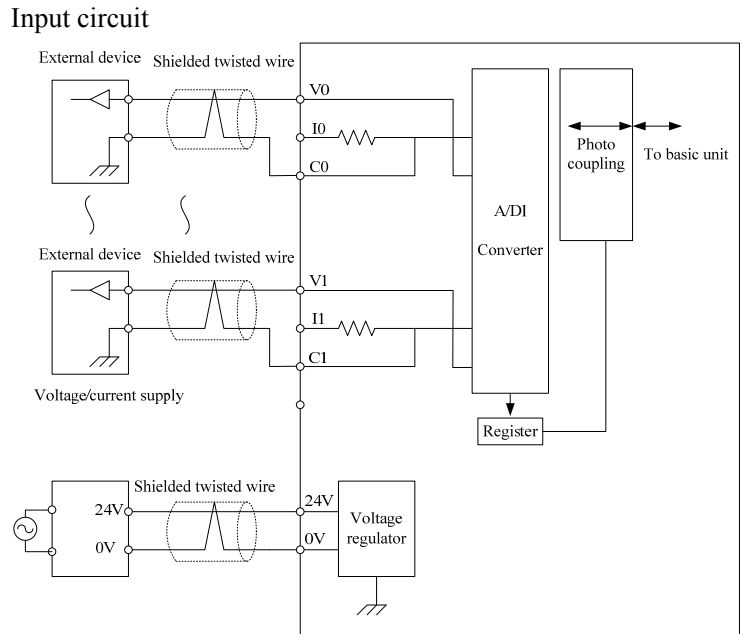 Input circuit
External device
Shielded twisted wire
V0
I0
C0
Photo
coupling
To basic unit
A/D1
Converter
External device
Shielded twisted wire
V1
I1
C1
Voltage/current supply
Register
Shielded twisted wire
24V
0V
24V
0V
Voltage
regulator